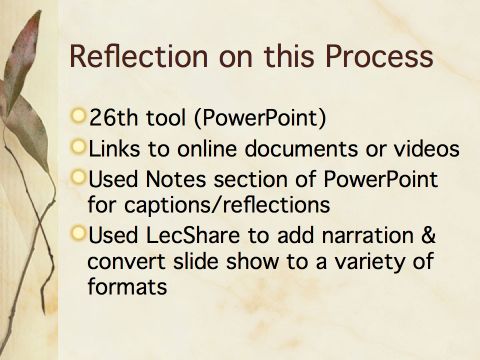 Reflection on this Process
26th tool (PowerPoint)
Links to online documents or videos
Used Notes section of PowerPoint
for captions/reflections
Used LecShare to add narration &
convert slide show to a variety of
formats